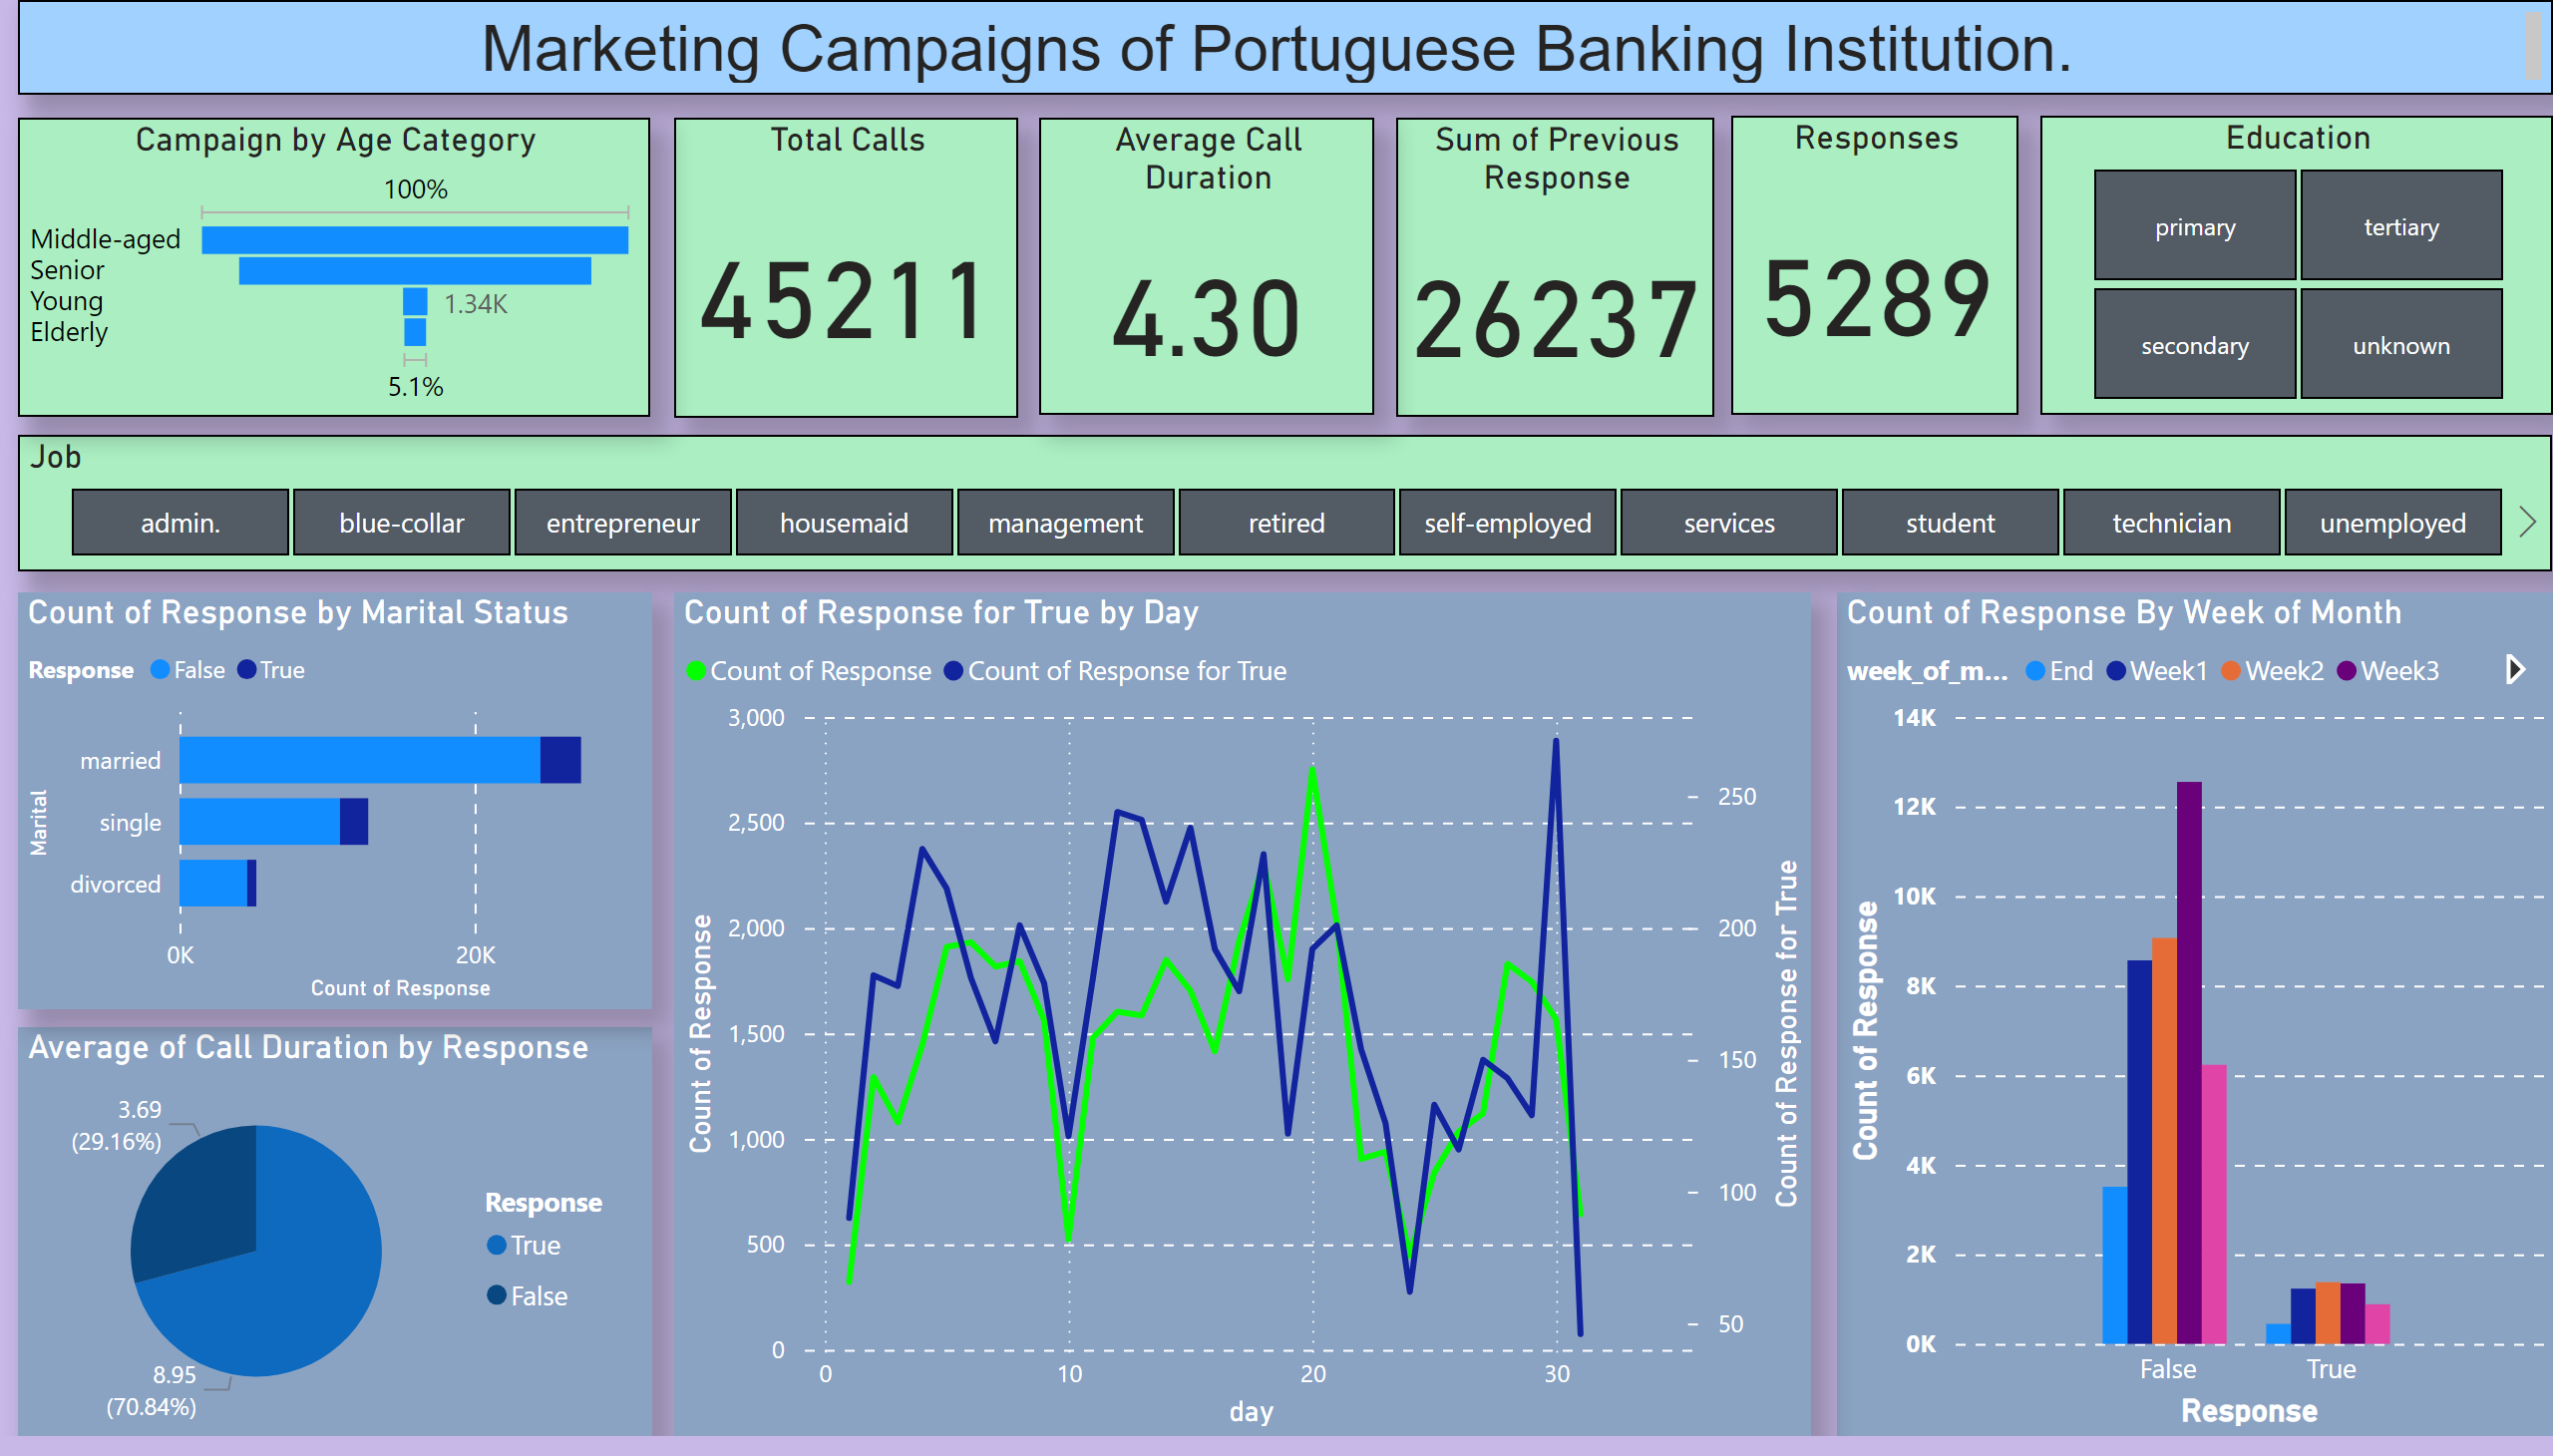 Marketing Campaigns of Portuguese Banking Institution.
Campaign by Age Category
100%
Middle-aged
Senior
Young
1.34K
Elderly
5.1%
Total Calls
45211
Average Call
Duration
4.30
Sum of Previous
Response
26237
Responses
5289
Education
primary
tertiary
secondary
unknown
Job
admin.
blue-collar
entrepreneur
housemaid
management
retired
self-employed
services
student
technician
unemployed
Count of Response by Marital Status
Response False True
Marital
married
single
divorced
0K 20K
Count of Response
Average of Call Duration by Response
3.69
(29.16%)
8.95
(70.84%)
Response
True
False
Count of Response for True by Day
Count of Response Count of Response for True
Count of Response
3,000
2,500
2,000
1,500
1,000
500
0
0 10 20 30
day
250
200
150
100
50
Count of Response for True
Count of Response By Week of Month
week_of_m... End Week1 Week2 Week3
Count of Response
14K
12K
10K
8K
6K
4K
2K
0K
False True
Response